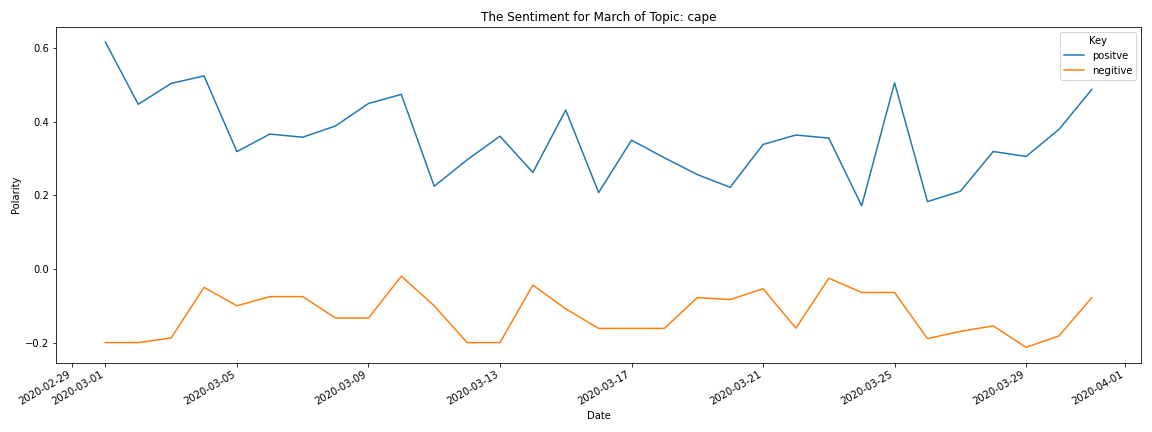 The Sentiment for March of Topic: cape
Key
positve
negitive
Polarity
0.6
0.4
0.2
0.0
−0.2
2020-02-29
2020-03-01
2020-03-05
2020-03-09
2020-03-13
2020-03-17
2020-03-21
2020-03-25
2020-03-29
2020-04-01
Date